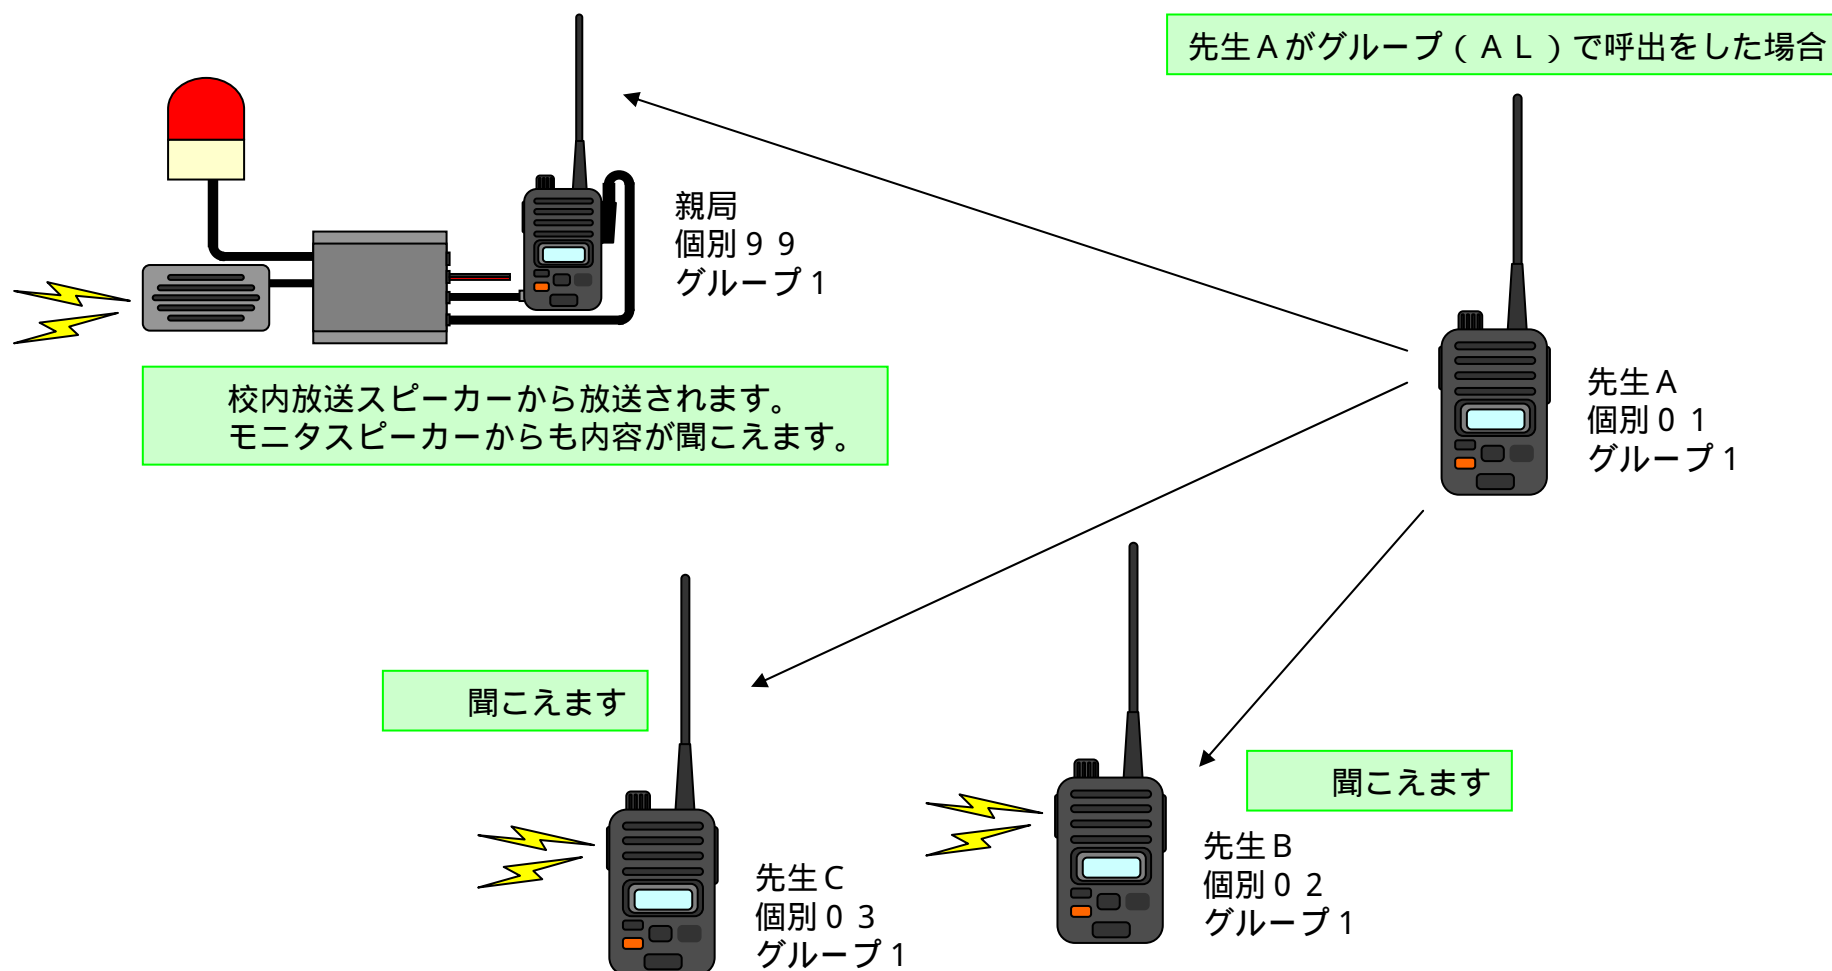 先生Ａがグループ（ＡＬ）で呼出をした場合
親局
個別９９
グループ１
校内放送スピーカーから放送されます。
モニタスピーカーからも内容が聞こえます。
先生Ａ
個別０１
グループ１
聞こえます
聞こえます
先生Ｂ
個別０２
グループ１
先生Ｃ
個別０３
グループ１